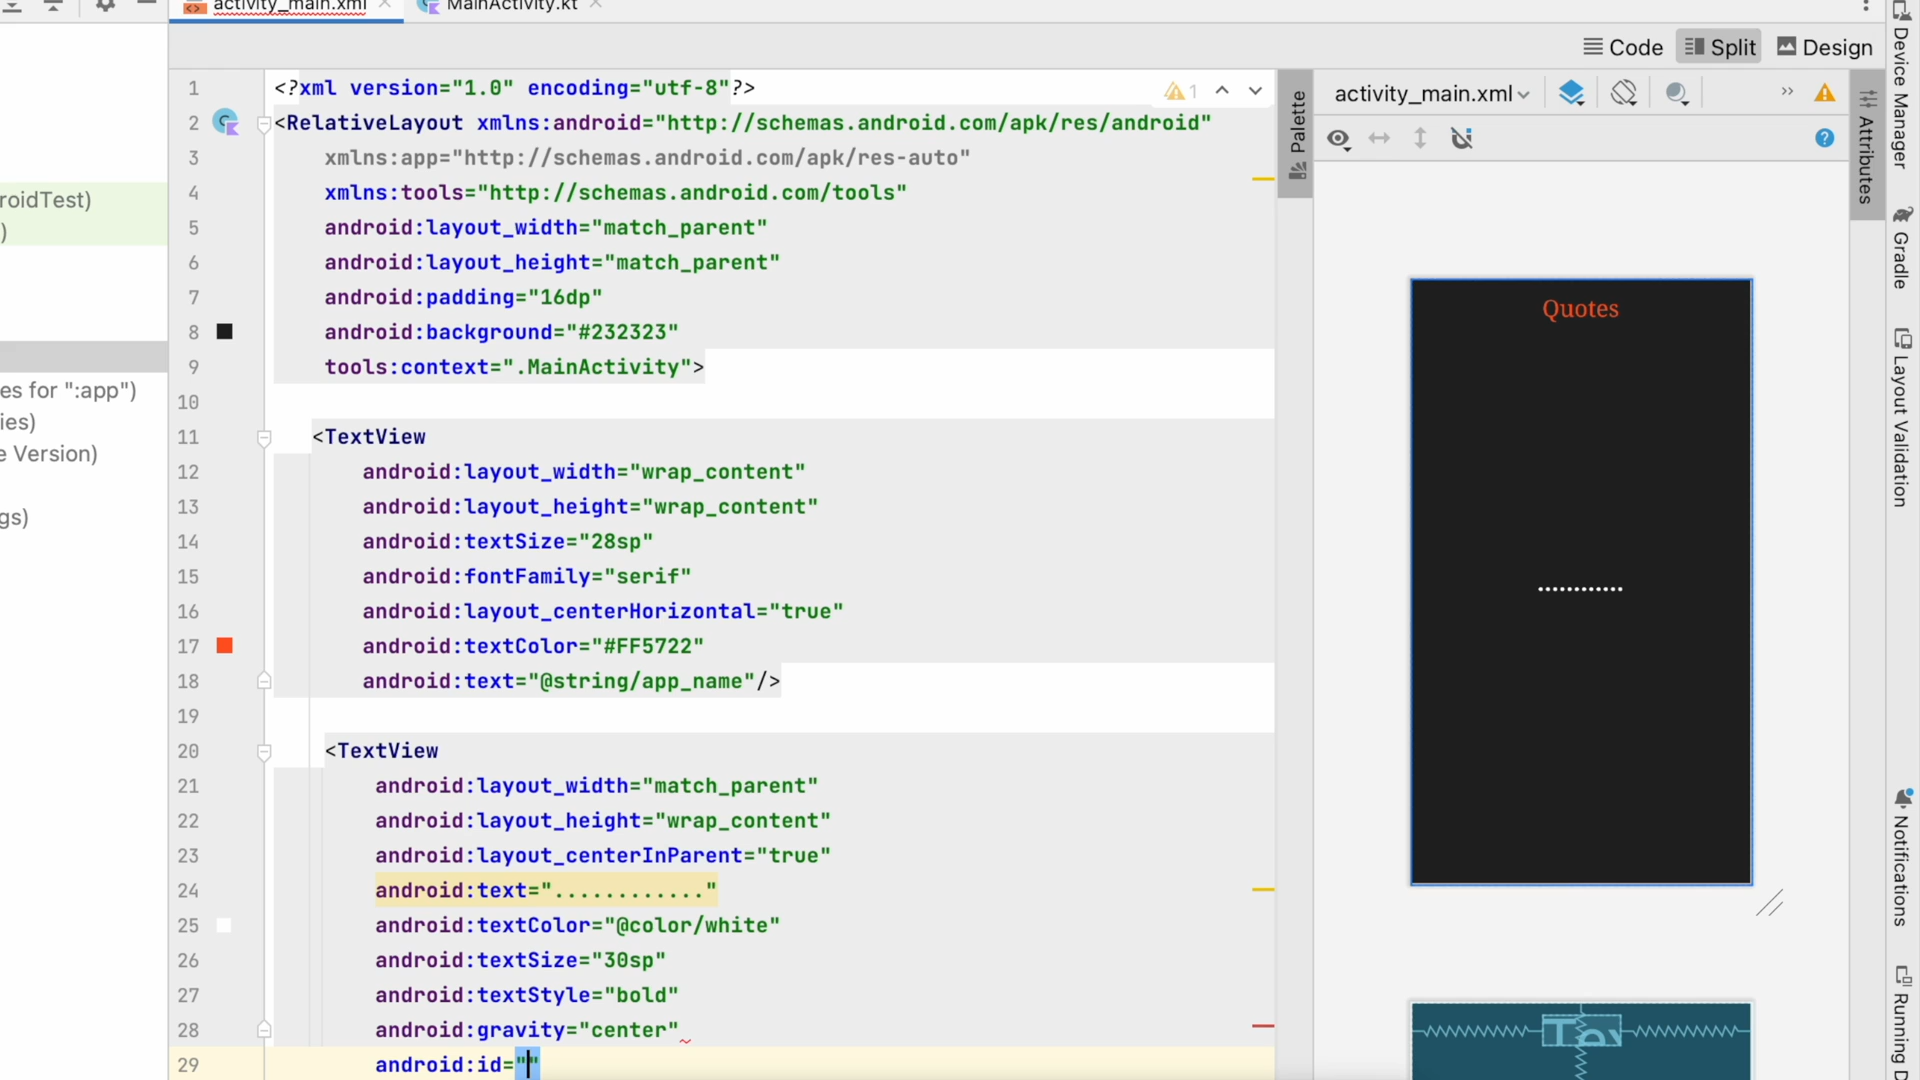 activity_main.xml
MainActivity.kt
Code
Split
Design
roidTest)
)
es for ":app")
ies)
e Version)
gs)
1 <?xml version="1.0" encoding="utf-8"?>
1
2 <RelativeLayout xmlns:android="http://schemas.android.com/apk/res/android"
3 xmlns:app="http://schemas.android.com/apk/res-auto"
4 xmlns:tools="http://schemas.android.com/tools"
5 android:layout_width="match_parent"
6 android:layout_height="match_parent"
7 android:padding="16dp"
8 android:background="#232323"
9 tools:context=".MainActivity">
10
11 <TextView
12 android:layout_width="wrap_content"
13 android:layout_height="wrap_content"
14 android:textSize="28sp"
15 android:fontFamily="serif"
16 android:layout_centerHorizontal="true"
17 android:textColor="#FF5722"
18 android:text="@string/app_name"/>
19
20 <TextView
21 android:layout_width="match_parent"
22 android:layout_height="wrap_content"
23 android:layout_centerInParent="true"
24 android:text="............"
25 android:textColor="@color/white"
26 android:textSize="30sp"
27 android:textStyle="bold"
28 android:gravity="center"
29 android:id=""
Palette
activity_main.xml
Quotes
............
Attributes
Device Manager
Gradle
Layout Validation
Notifications
Running D